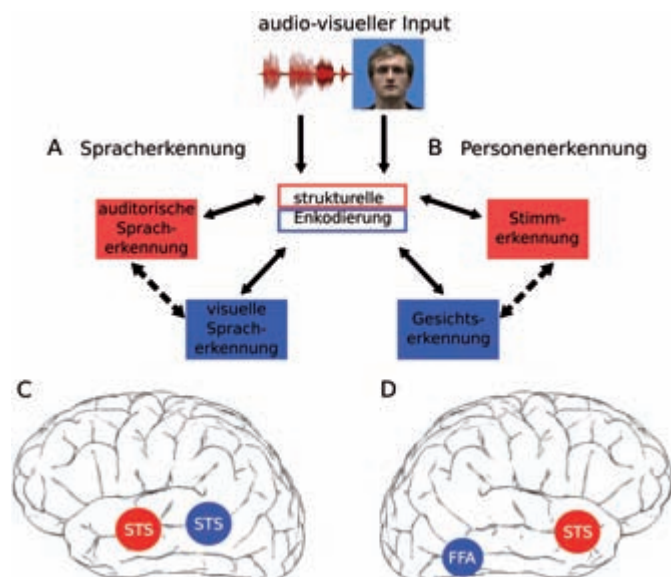 audio-visueller Input
A Spracherkennung
B Personenerkennung
strukturelle
Enkodierung
auditorische
Sprach-
erkennung
Stimm-
erkennung
visuelle
Sprach-
erkennung
Gesichts-
erkennung
C
D
STS
STS
FFA
STS